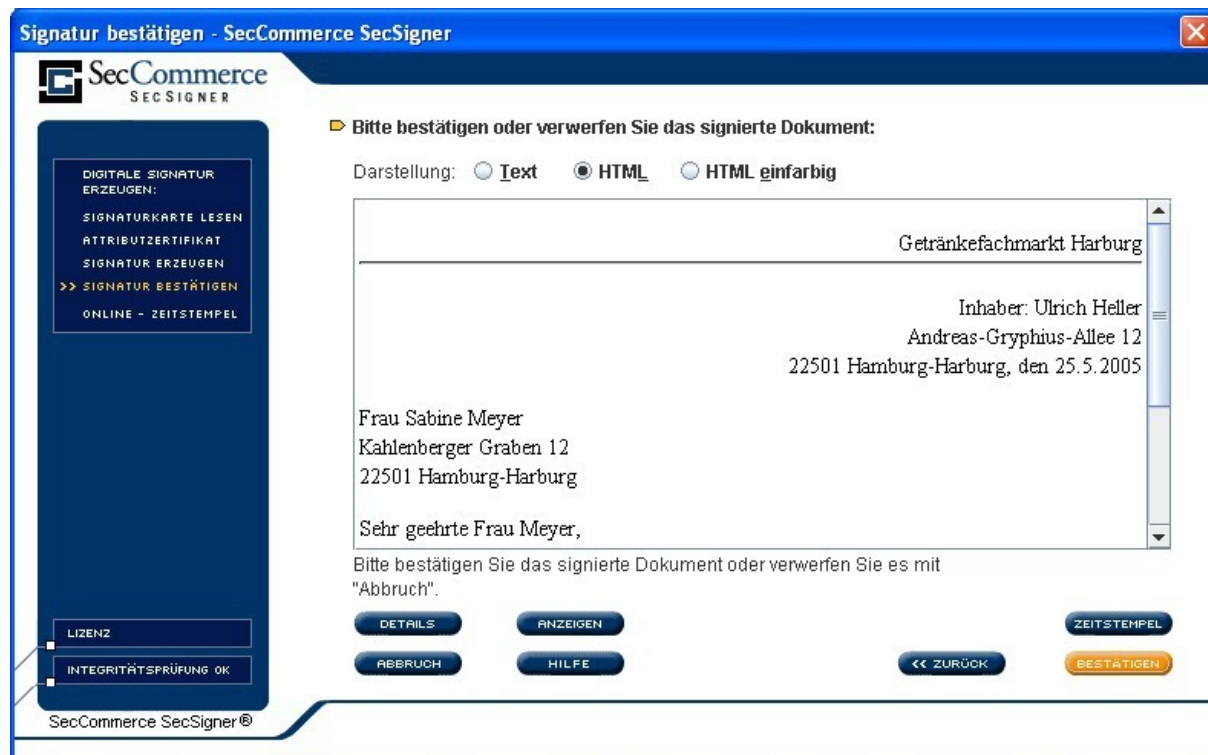 Signatur bestätigen - SecCommerce SecSigner
SecCommerce
SECSIGNER
DIGITALE SIGNATUR
ERZEUGEN:
SIGNATURKARTE LESEN
ATTRIBUTZERTIFIKAT
SIGNATUR ERZEUGEN
>> SIGNATUR BESTÄTIGEN
ONLINE - ZEITSTEMPEL
LIZENZ
INTEGRITÄTSPRÜFUNG OK
SecCommerce SecSigner®
Bitte bestätigen oder verwerfen Sie das signierte Dokument:
Darstellung: Text HTML HTML einfarbig
Getränkefachmarkt Harburg
Inhaber: Ulrich Heller
Andreas-Gryphius-Allee 12
22501 Hamburg-Harburg, den 25.5.2005
Frau Sabine Meyer
Kahlenberger Graben 12
22501 Hamburg-Harburg
Sehr geehrte Frau Meyer,
Bitte bestätigen Sie das signierte Dokument oder verwerfen Sie es mit
"Abbruch".
DETAILS ANZEIGEN ZEITSTEMPEL
ABBRUCH HILFE << ZURÜCK BESTÄTIGEN